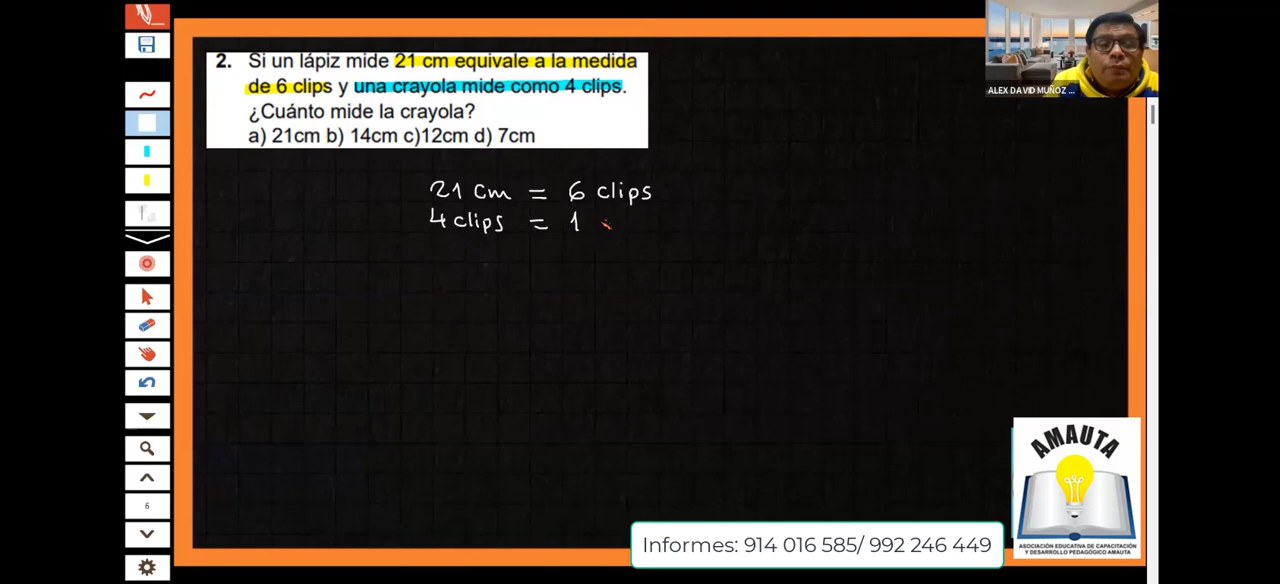 2. Si un lápiz mide 21 cm equivale a la medida
de 6 clips y una crayola mide como 4 clips.
¿Cuánto mide la crayola?
a) 21cm b) 14cm c)12cm d) 7cm
ALEX DAVID MUÑOZ ...
21 cm = 6 clips
4 clips = 1
6
AMAUTA
ASOCIACIÓN EDUCATIVA DE CAPACITACIÓN
Y DESARROLLO PEDAGÓGICO AMAUTA
Informes: 914 016 585/ 992 246 449